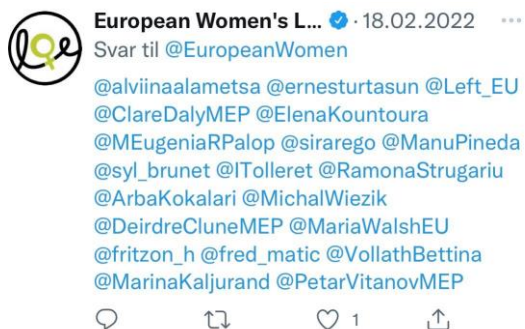 European Women's L... · 18.02.2022 ...
Svar til @EuropeanWomen
@alviinaalametsa @ernesturtasun @Left_EU
@ClareDalyMEP @ElenaKountoura
@MEugeniaRPalop @sirarego @ManuPineda
@syl_brunet @ITolleret @RamonaStrugariu
@ArbaKokalari @MichalWiezik
@DeirdreCluneMEP @MariaWalshEU
@fritzon_h @fred_matic @VollathBettina
@MarinaKaljurand @PetarVitanovMEP
1